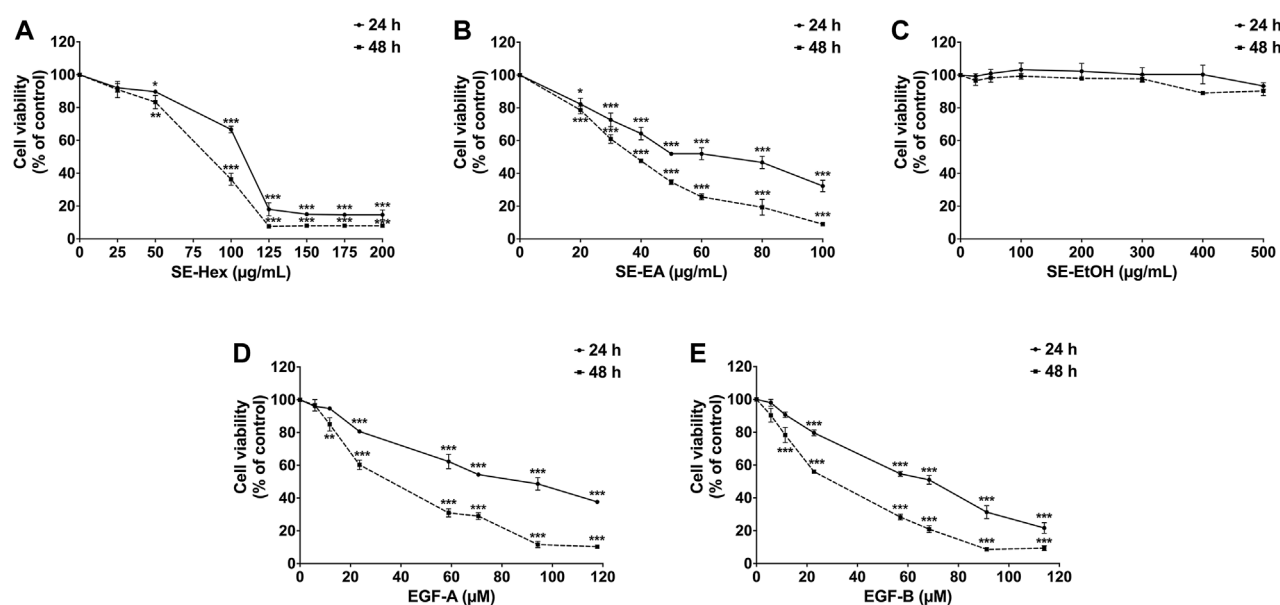 A
24 h
48 h
Cell viability
(% of control)
120
100
80
60
40
20
0
*
**
***
***
***
***
***
***
***
***
***
***
0 25 50 75 100 125 150 175 200
SE-Hex (µg/mL)
B
24 h
48 h
Cell viability
(% of control)
120
100
80
60
40
20
0
*
***
***
***
***
***
***
***
***
***
***
***
***
***
0 20 40 60 80 100
SE-EA (µg/mL)
C
24 h
48 h
Cell viability
(% of control)
120
100
80
60
40
20
0
0 100 200 300 400 500
SE-EtOH (µg/mL)
D
24 h
48 h
Cell viability
(% of control)
120
100
80
60
40
20
0
**
***
***
***
***
***
***
***
***
***
***
0 20 40 60 80 100 120
EGF-A (µM)
E
24 h
48 h
Cell viability
(% of control)
120
100
80
60
40
20
0
***
***
***
***
***
***
***
***
***
***
***
0 20 40 60 80 100 120
EGF-B (µM)